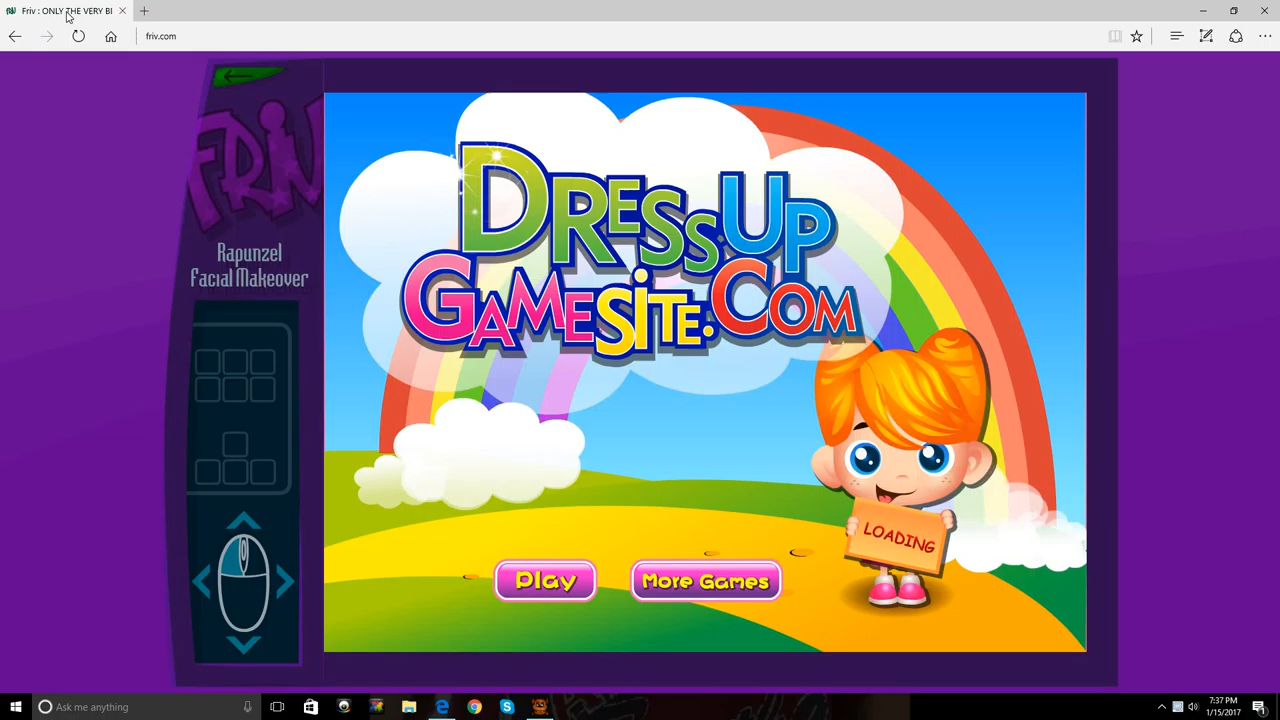 Friv : ONLY THE VERY BI
friv.com
FRIV
Rapunzel
Facial Makeover
DressUp
GameSite.Com
LOADING
Play
More Games
Ask me anything
7:37 PM
1/15/2017